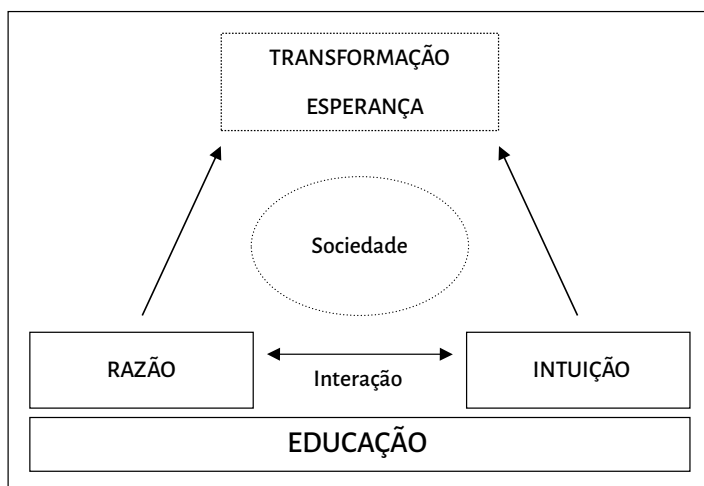 TRANSFORMAÇÃO
ESPERANÇA
Sociedade
RAZÃO
Interação
INTUIÇÃO
EDUCAÇÃO